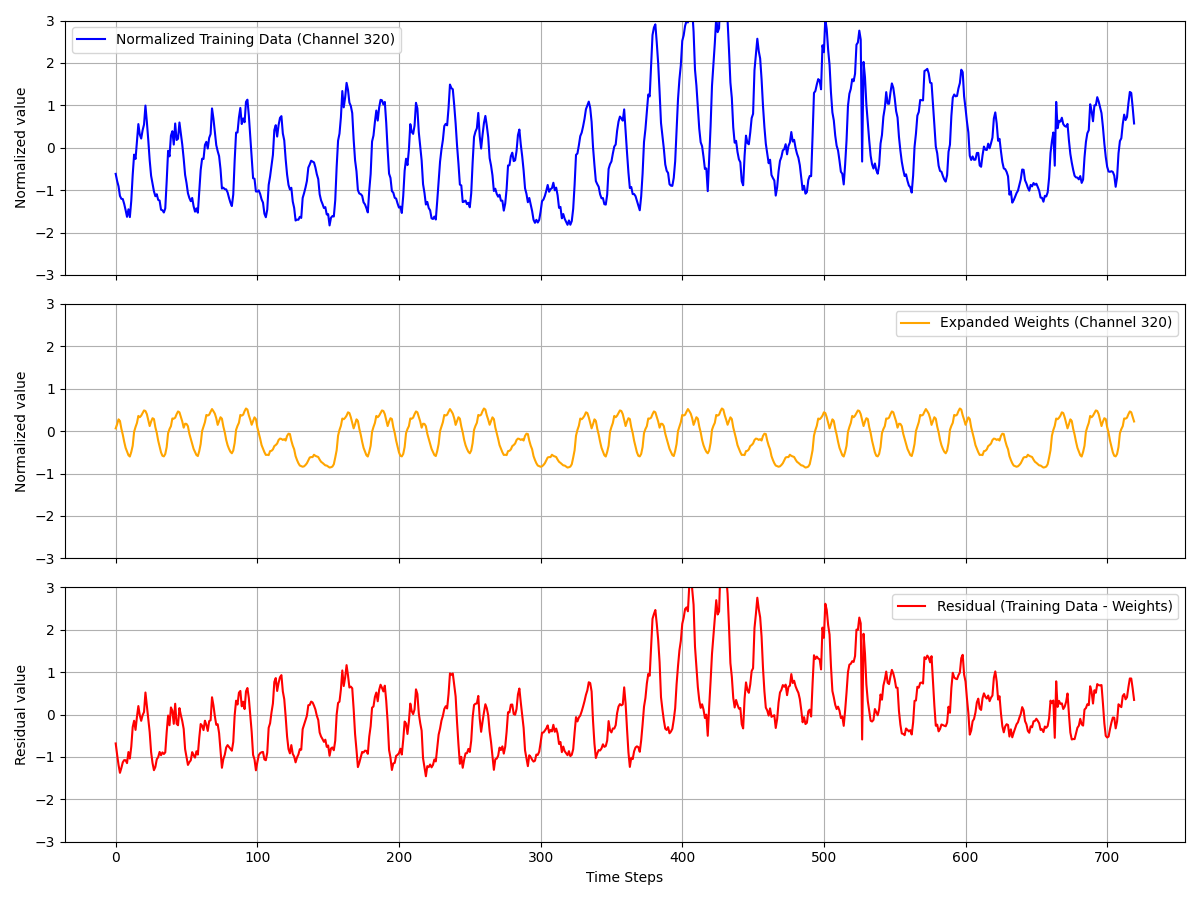 3
2
1
0
−1
−2
−3
Normalized value
Normalized Training Data (Channel 320)
3
2
1
0
−1
−2
−3
Normalized value
Expanded Weights (Channel 320)
3
2
1
0
−1
−2
−3
Residual value
Residual (Training Data - Weights)
0 100 200 300 400 500 600 700
Time Steps